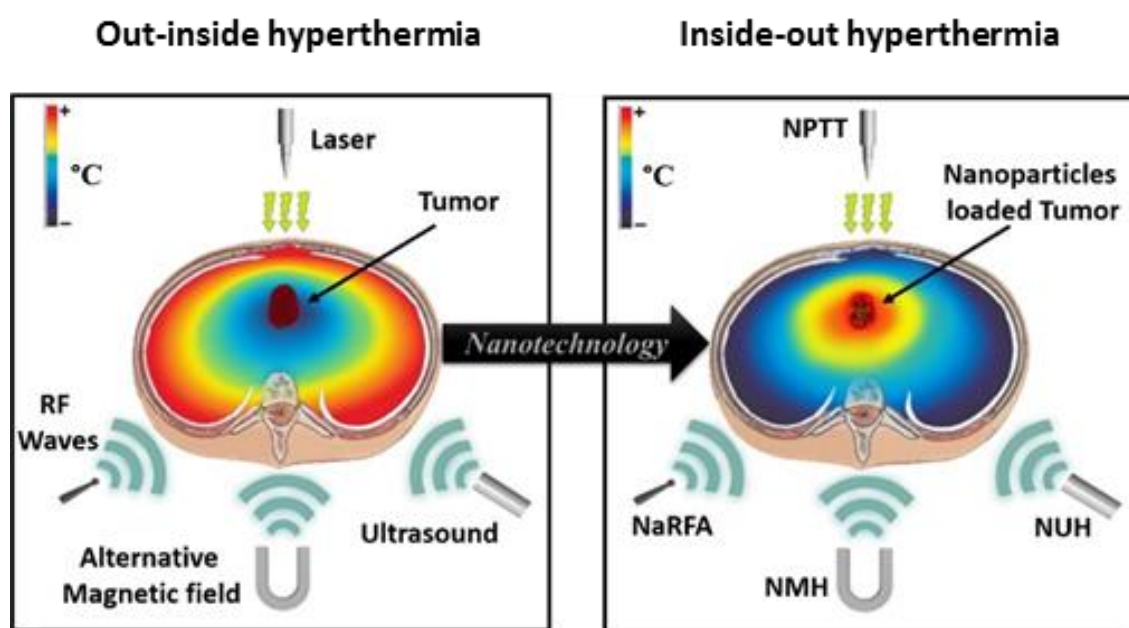 Out-inside hyperthermia
Inside-out hyperthermia
+
°C
−
Laser
Tumor
RF
Waves
Ultrasound
Alternative
Magnetic field
Nanotechnology
+
°C
−
NPTT
Nanoparticles
loaded Tumor
NaRFA
NUH
NMH